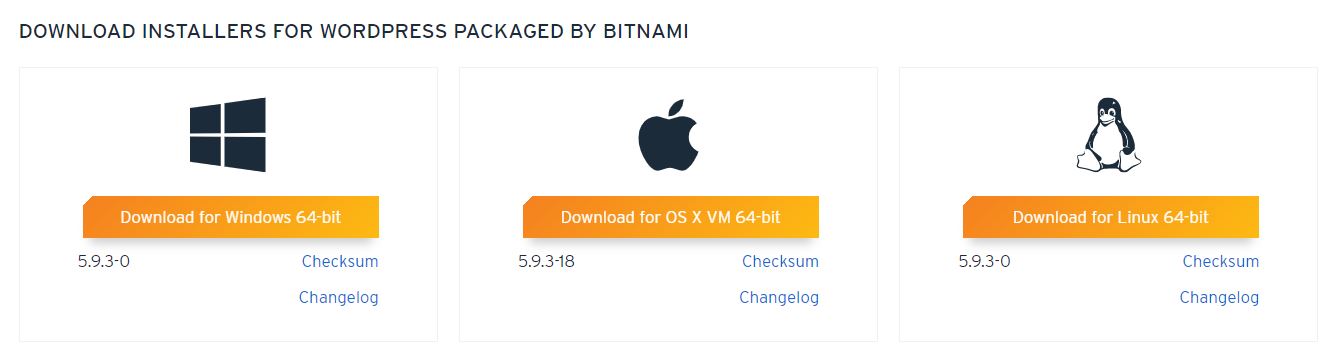 DOWNLOAD INSTALLERS FOR WORDPRESS PACKAGED BY BITNAMI
Download for Windows 64-bit
5.9.3-0 Checksum
Changelog
Download for OS X VM 64-bit
5.9.3-18 Checksum
Changelog
Download for Linux 64-bit
5.9.3-0 Checksum
Changelog